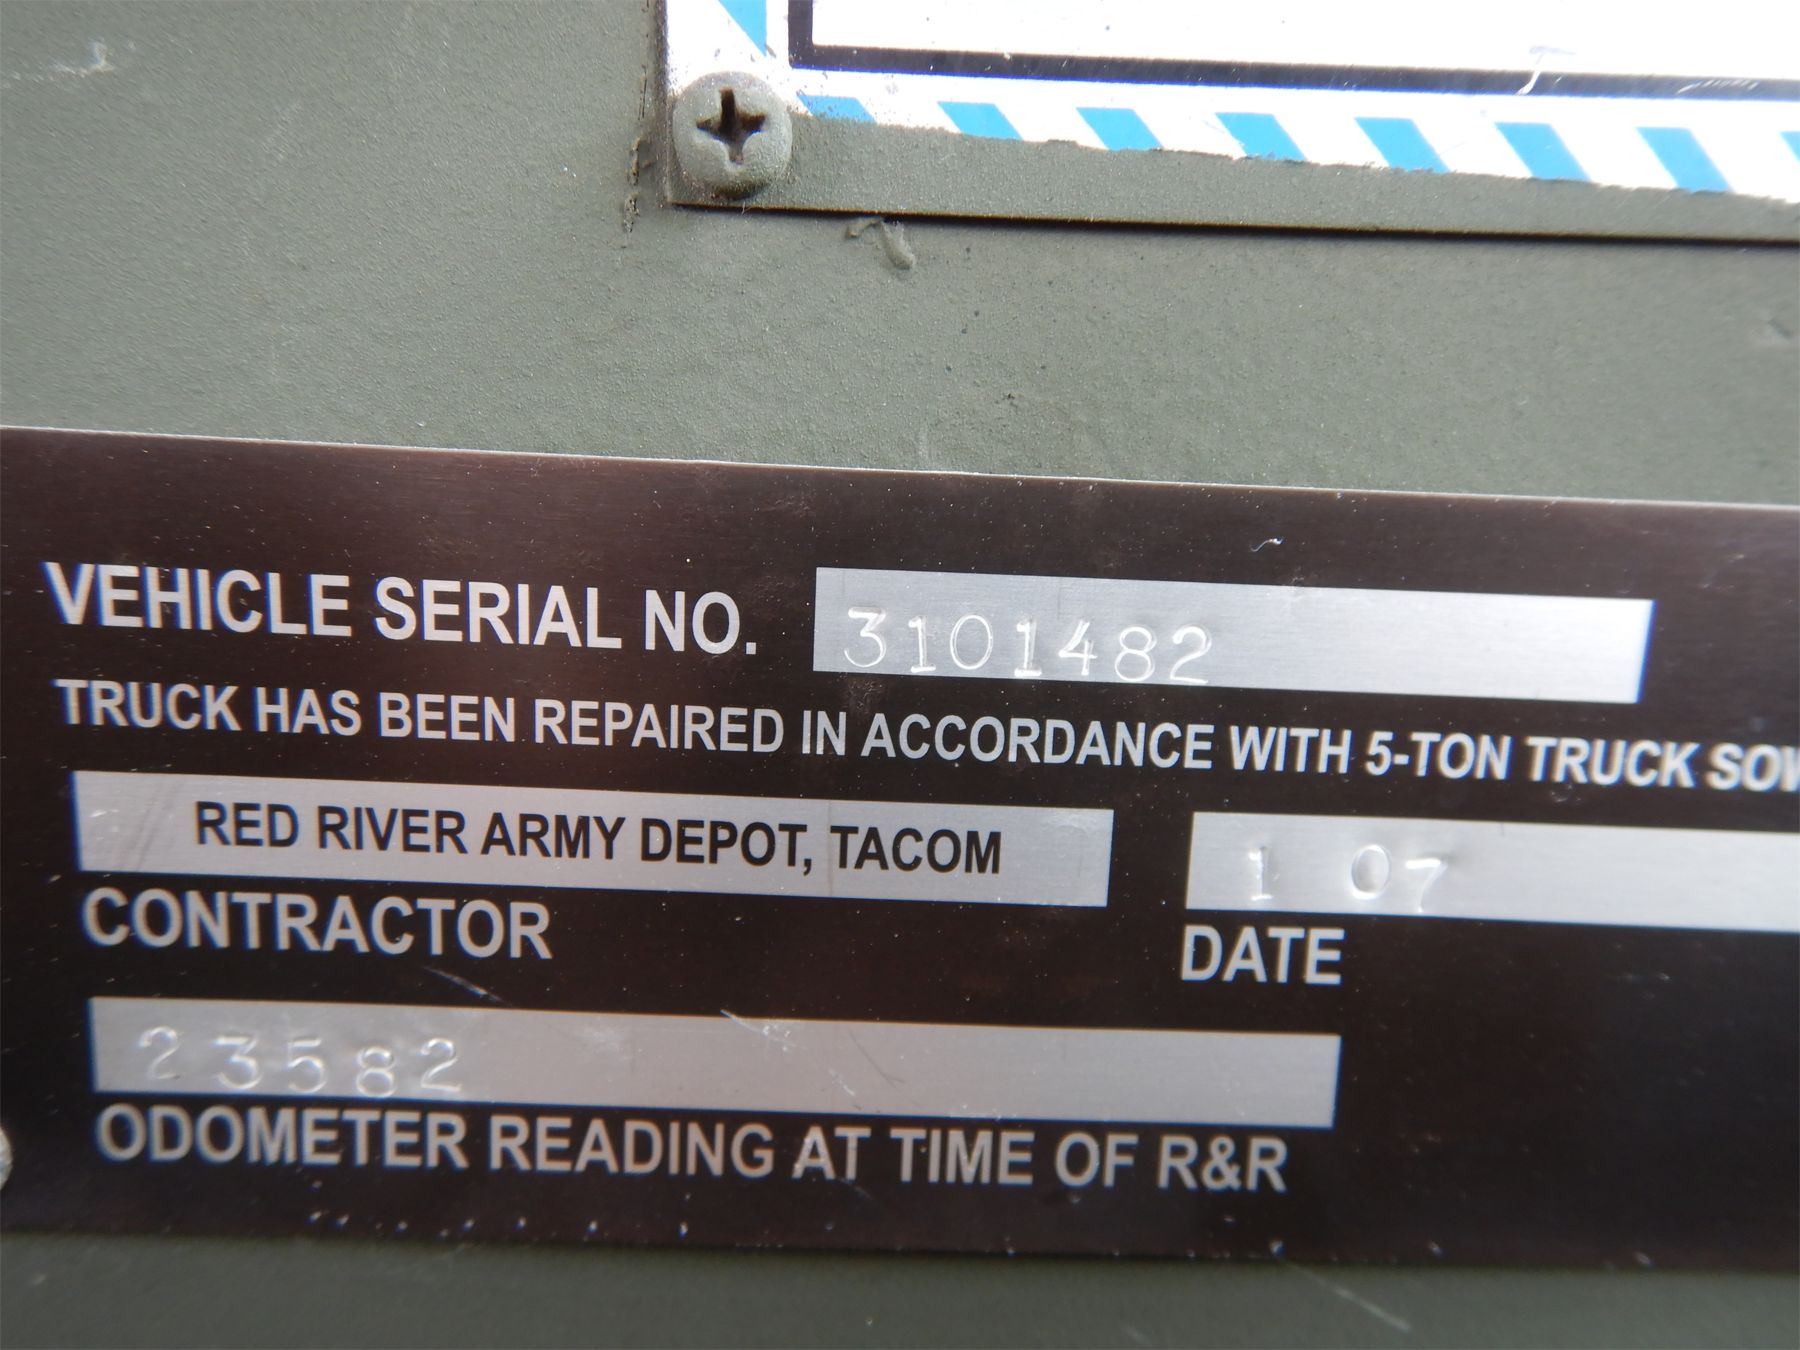 VEHICLE SERIAL NO. 3101482
TRUCK HAS BEEN REPAIRED IN ACCORDANCE WITH 5-TON TRUCK
RED RIVER ARMY DEPOT, TACOM 1 07
CONTRACTOR DATE
23582
ODOMETER READING AT TIME OF R&R